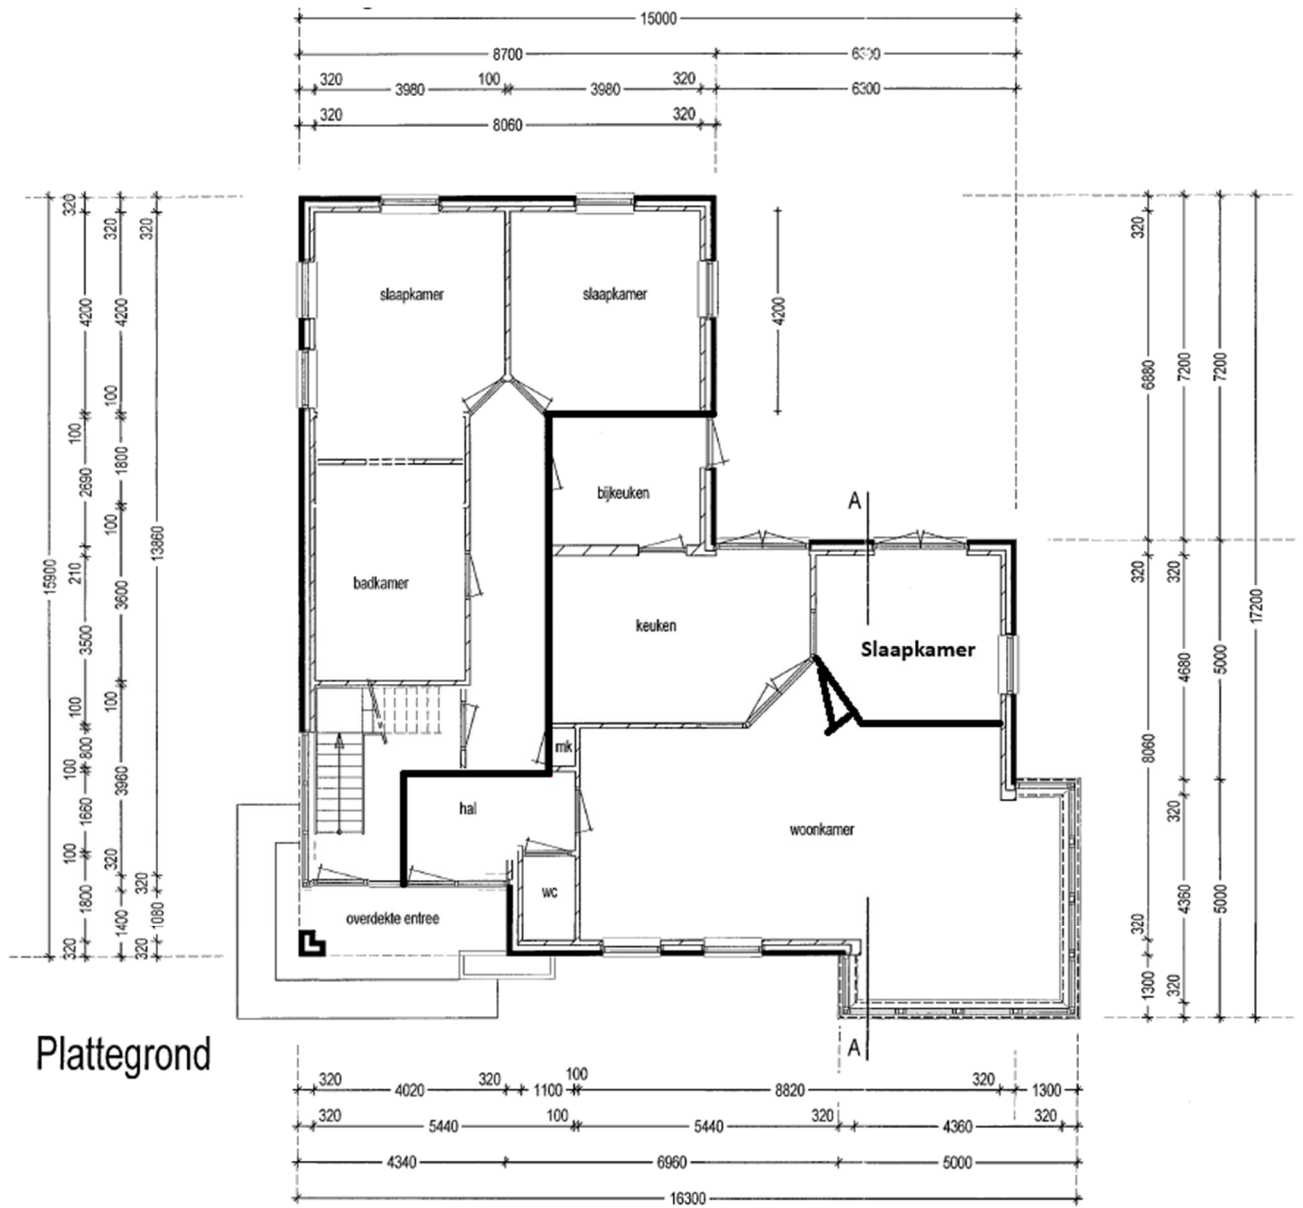 15000
8700 6300
320 3980 100 3980 320 6300
320 8060 320
320 320 320 320
320
4200 4200 4200 6880 7200 7200
slaapkamer slaapkamer
100 100 1800
2690 100
A
bijkeuken
15900 13860
210 3600 320 320
badkamer
3500 17200
keuken
Slaapkamer 4680 5000
100 100
800 mk 8060
100 3960
1660 hal woonkamer 320
100 320 320
1800 1400 1080 wc 4360 5000
overdekte entree 320
320 320 1300 320
Plattegrond A
320 4020 320 1100 100 8820 320 1300
320 5440 100 5440 320 4360 320
4340 6960 5000
16300